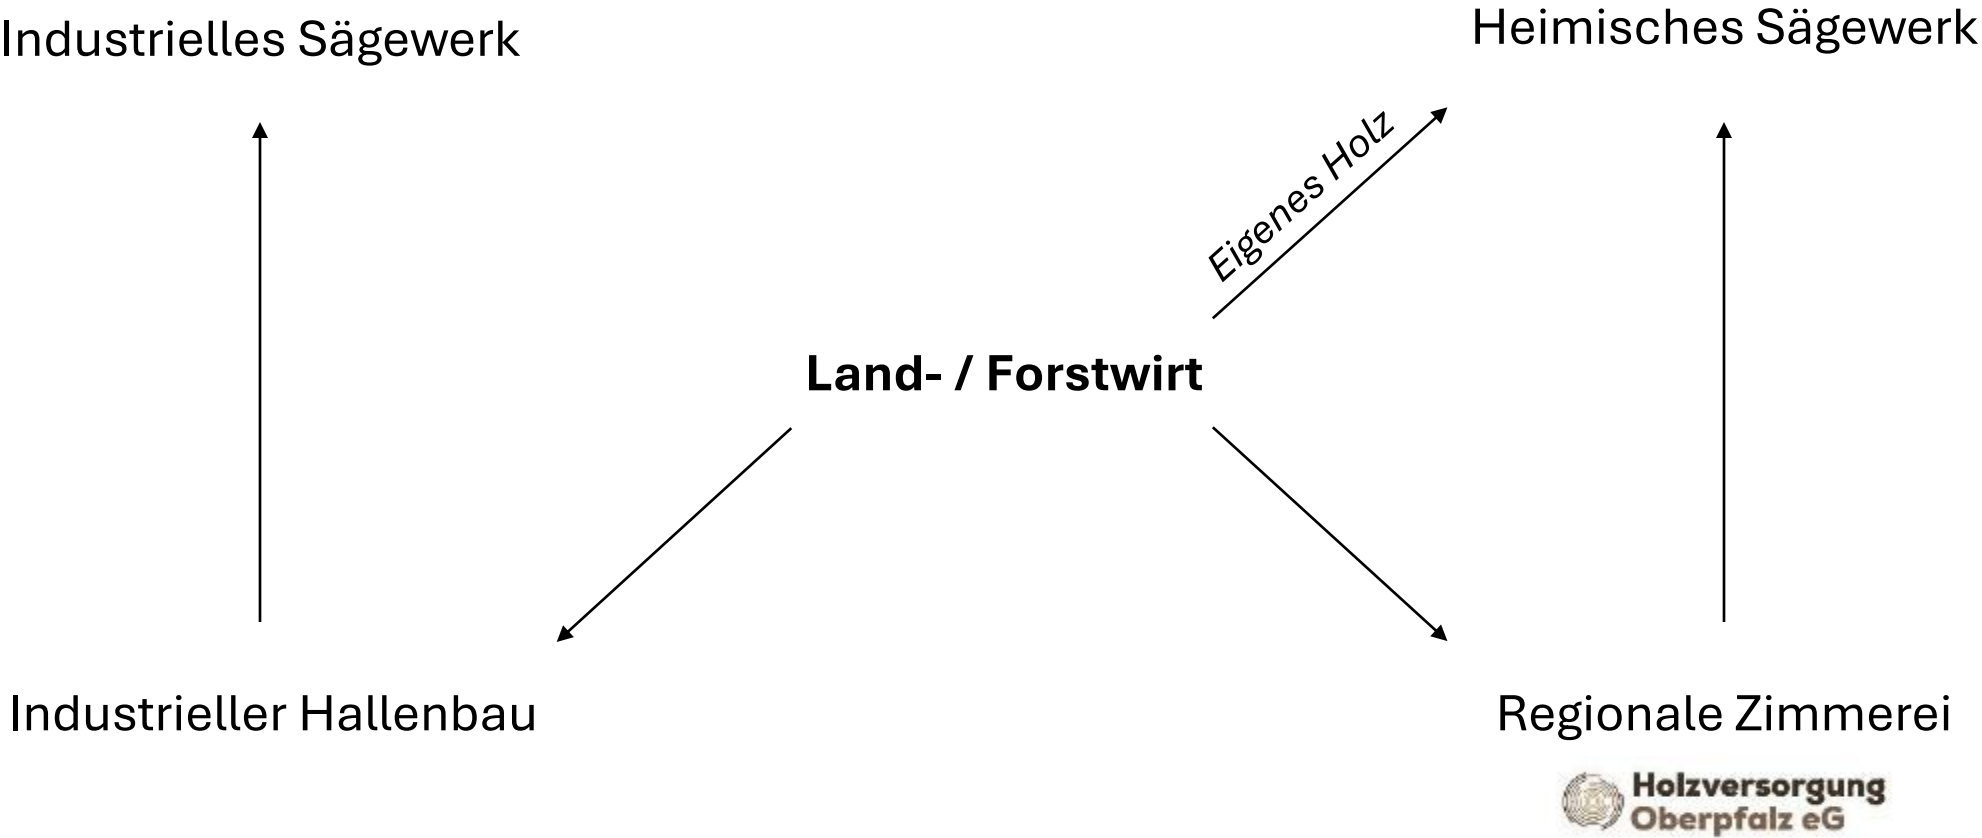 Industrielles Sägewerk
Heimisches Sägewerk
Eigenes Holz
Land- / Forstwirt
Industrieller Hallenbau
Regionale Zimmerei
Holzversorgung
Oberpfalz eG